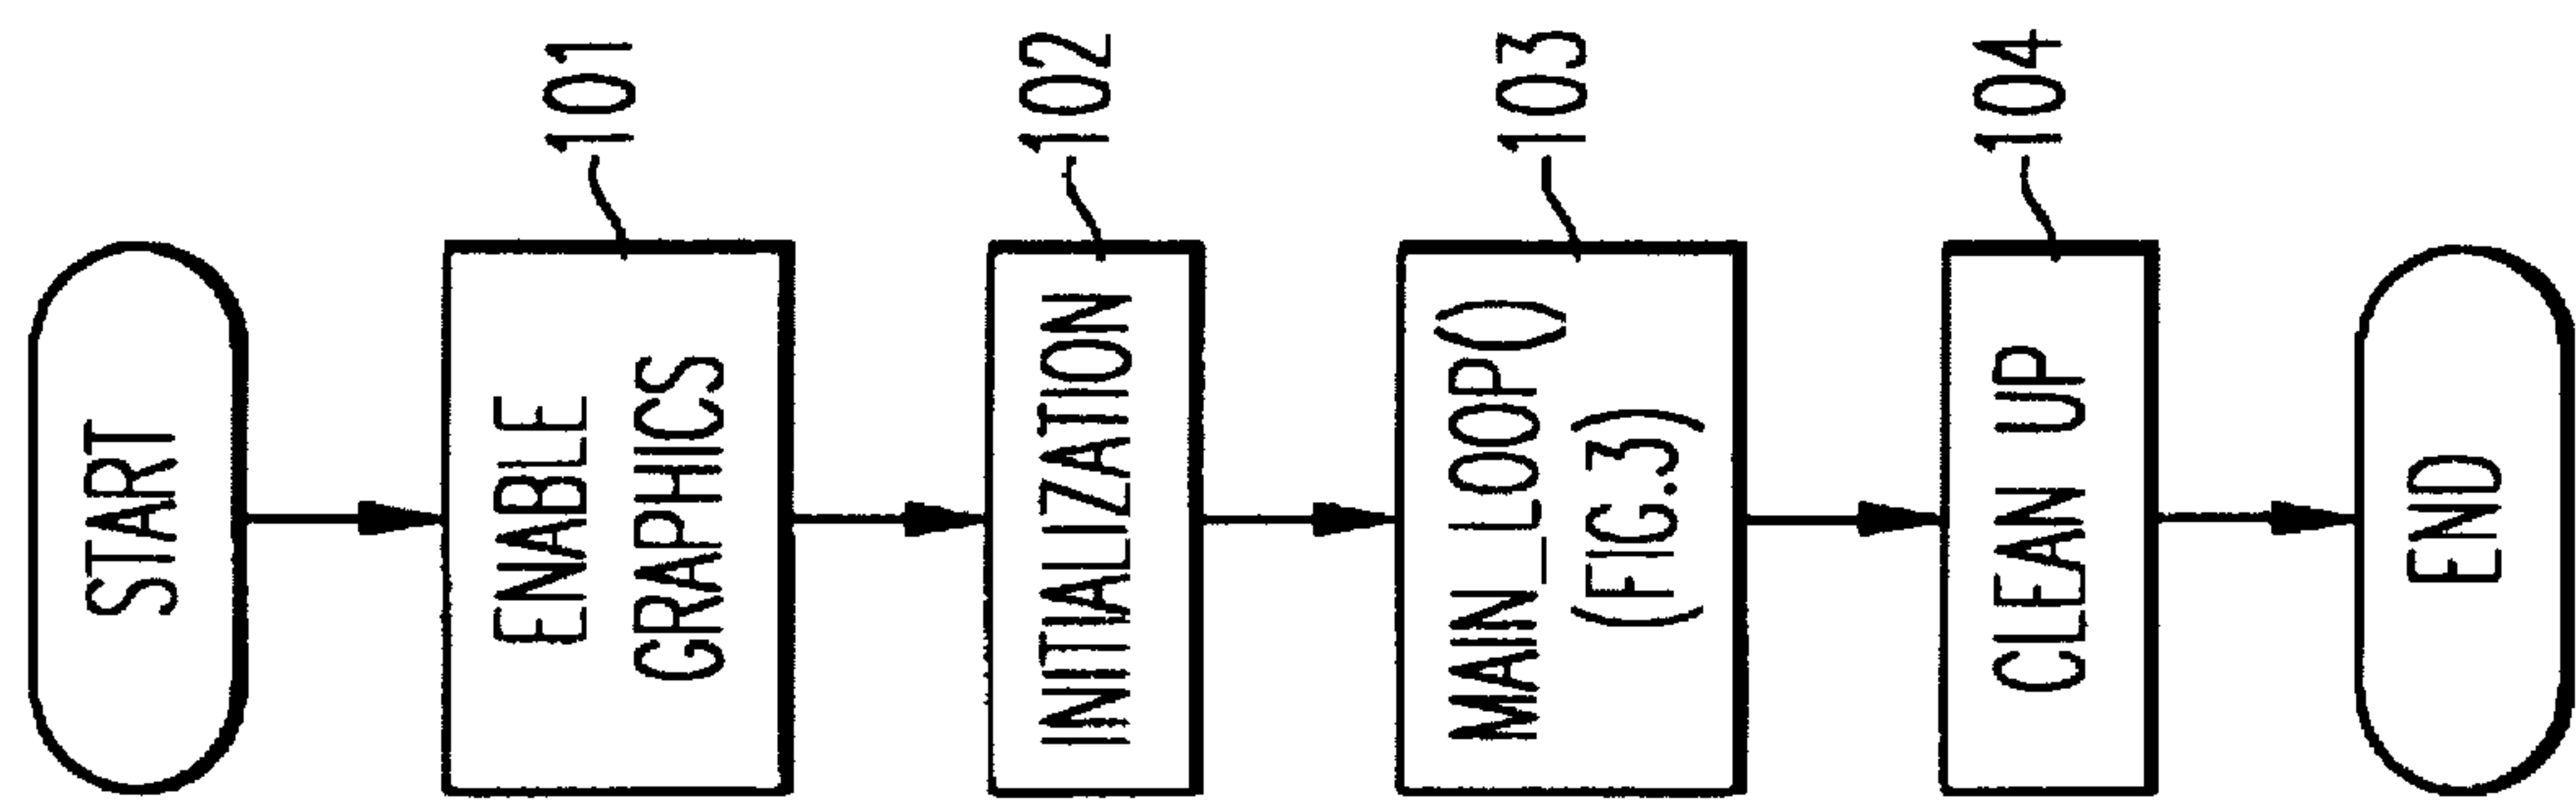 START
ENABLE
GRAPHICS
101
INITIALIZATION
102
MAIN_LOOP()
(FIG.3)
103
CLEAN UP
104
END